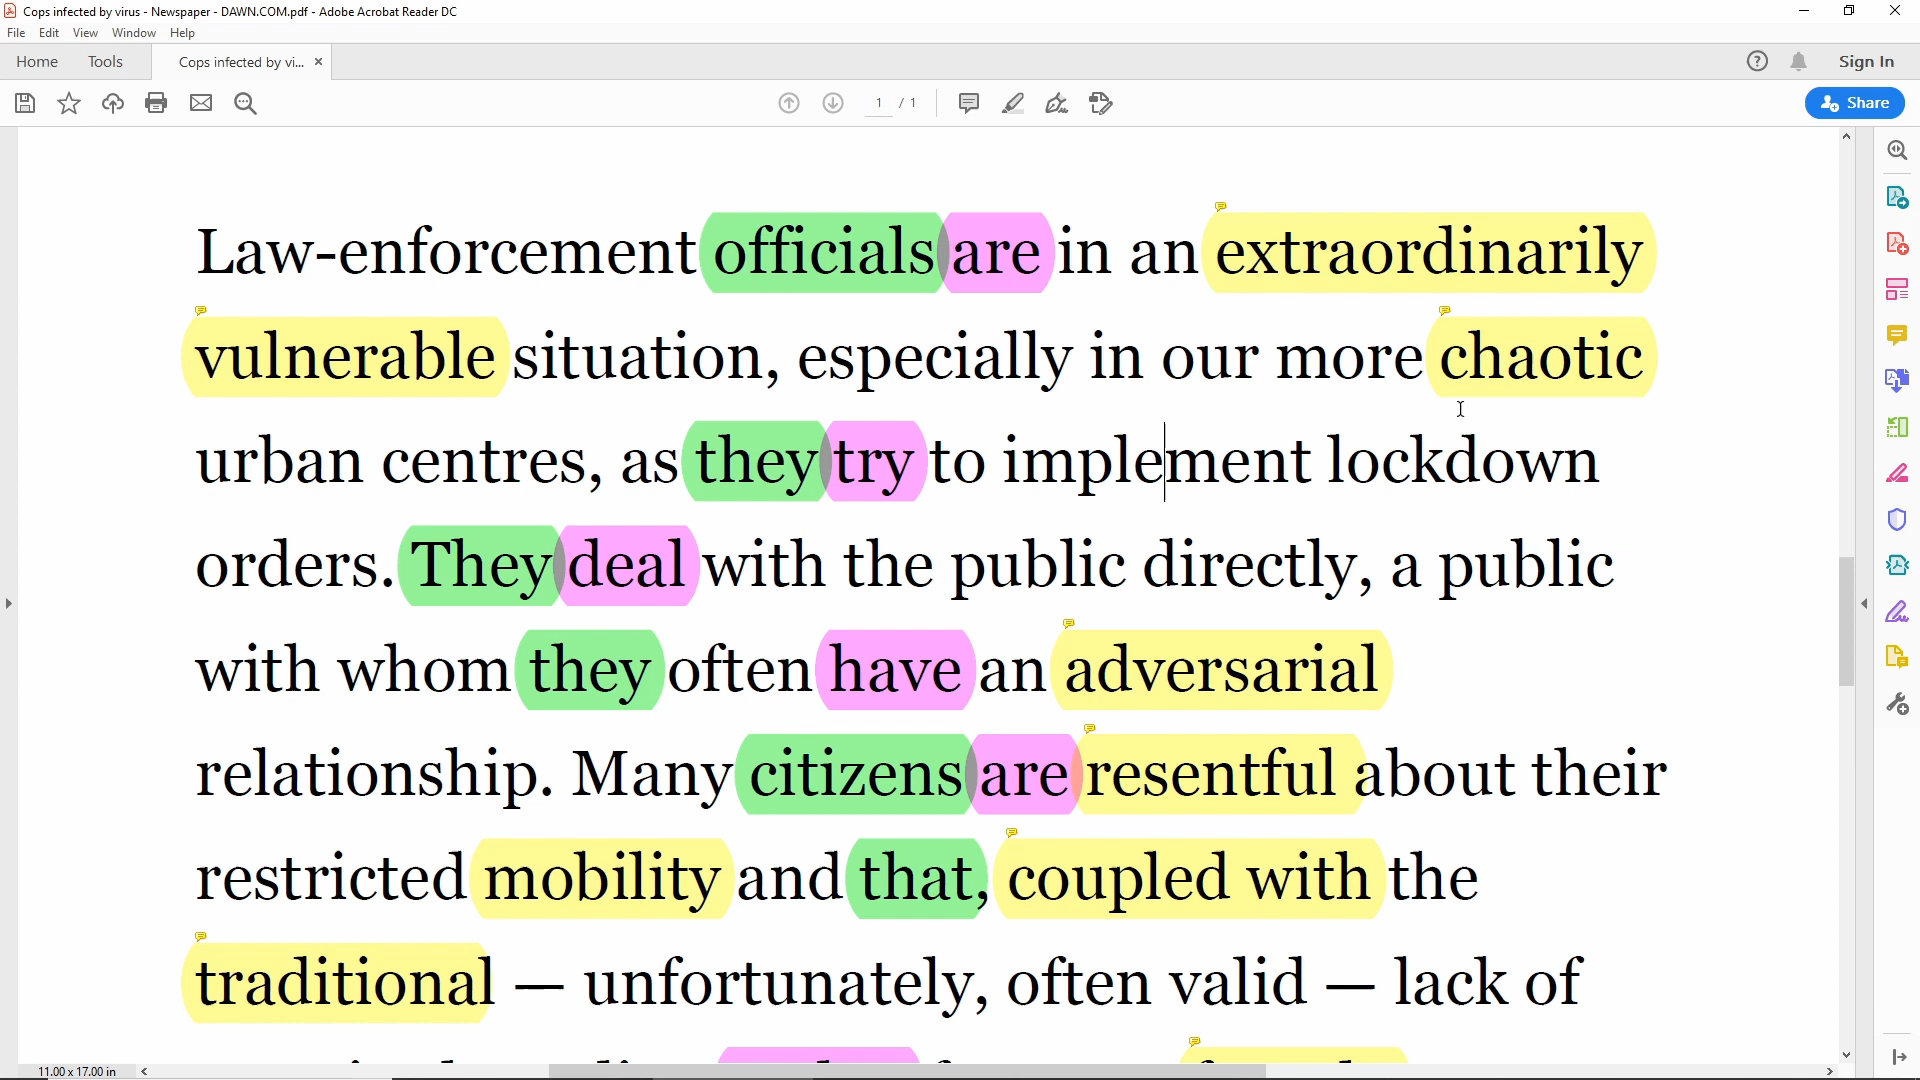 Cops infected by virus - Newspaper - DAWN.COM.pdf - Adobe Acrobat Reader DC
File Edit View Window Help
Home Tools Cops infected by vi... × Sign In
1 / 1 Share
Law-enforcement officials are in an extraordinarily
vulnerable situation, especially in our more chaotic
urban centres, as they try to implement lockdown
orders. They deal with the public directly, a public
with whom they often have an adversarial
relationship. Many citizens are resentful about their
restricted mobility and that, coupled with the
traditional — unfortunately, often valid — lack of
11.00 x 17.00 in